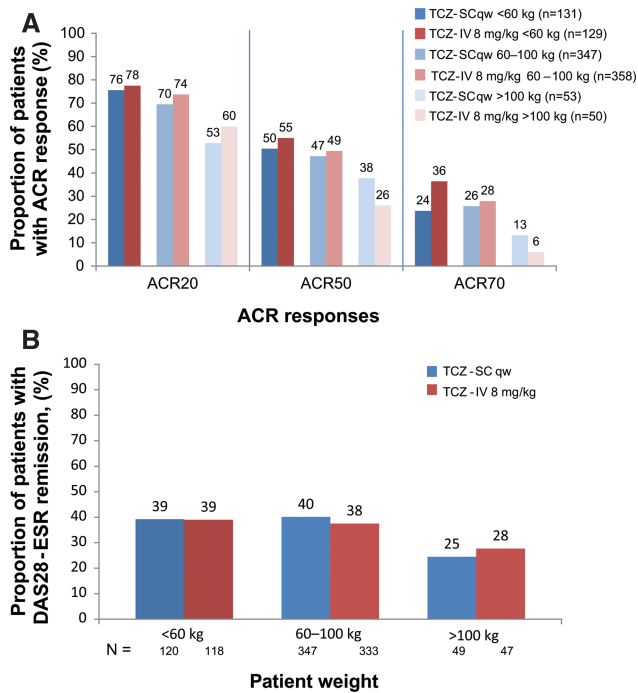 A
TCZ-SCqw <60 kg (n=131)
TCZ-IV 8 mg/kg <60 kg (n=129)
TCZ-SCqw 60–100 kg (n=347)
TCZ-IV 8 mg/kg 60–100 kg (n=358)
TCZ-SCqw >100 kg (n=53)
TCZ-IV 8 mg/kg >100 kg (n=50)
Proportion of patients
with ACR response (%)
100
90
80
70
60
50
40
30
20
10
0
76 78 70 74 53 60
50 55 47 49 38 26
24 36 26 28 13 6
ACR20 ACR50 ACR70
ACR responses
B
TCZ-SC qw
TCZ-IV 8 mg/kg
Proportion of patients with
DAS28-ESR remission, (%)
100
90
80
70
60
50
40
30
20
10
0
39 39 40 38 25 28
<60 kg 60–100 kg >100 kg
N = 120 118 347 333 49 47
Patient weight